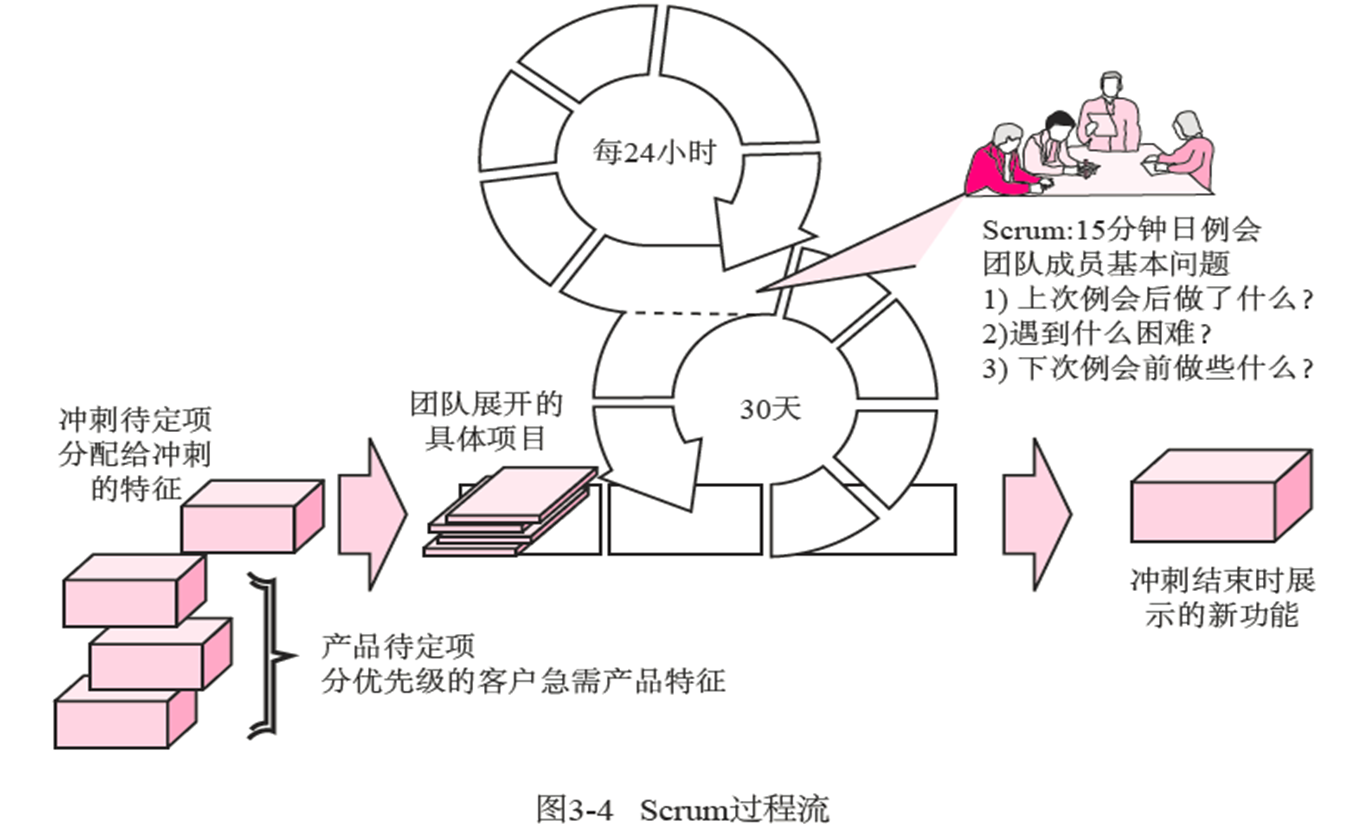 每24小时
Scrum:15分钟日例会
团队成员基本问题
1) 上次例会后做了什么?
2)遇到什么困难?
3) 下次例会前做些什么?
30天
冲刺待定项
分配给冲刺
的特征
团队展开的
具体项目
产品待定项
分优先级的客户急需产品特征
冲刺结束时展
示的新功能
图3-4 Scrum过程流